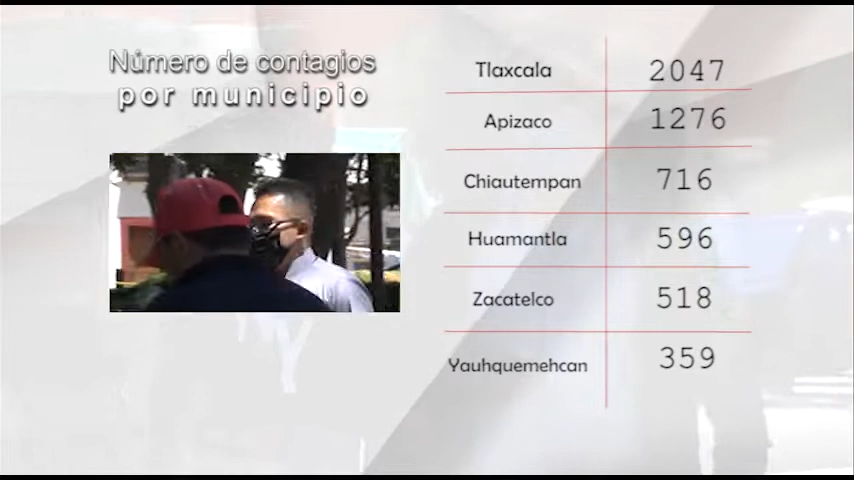 Número de contagios
por municipio
Tlaxcala 2047
Apizaco 1276
Chiautempan 716
Huamantla 596
Zacatelco 518
Yauhquemehcan 359